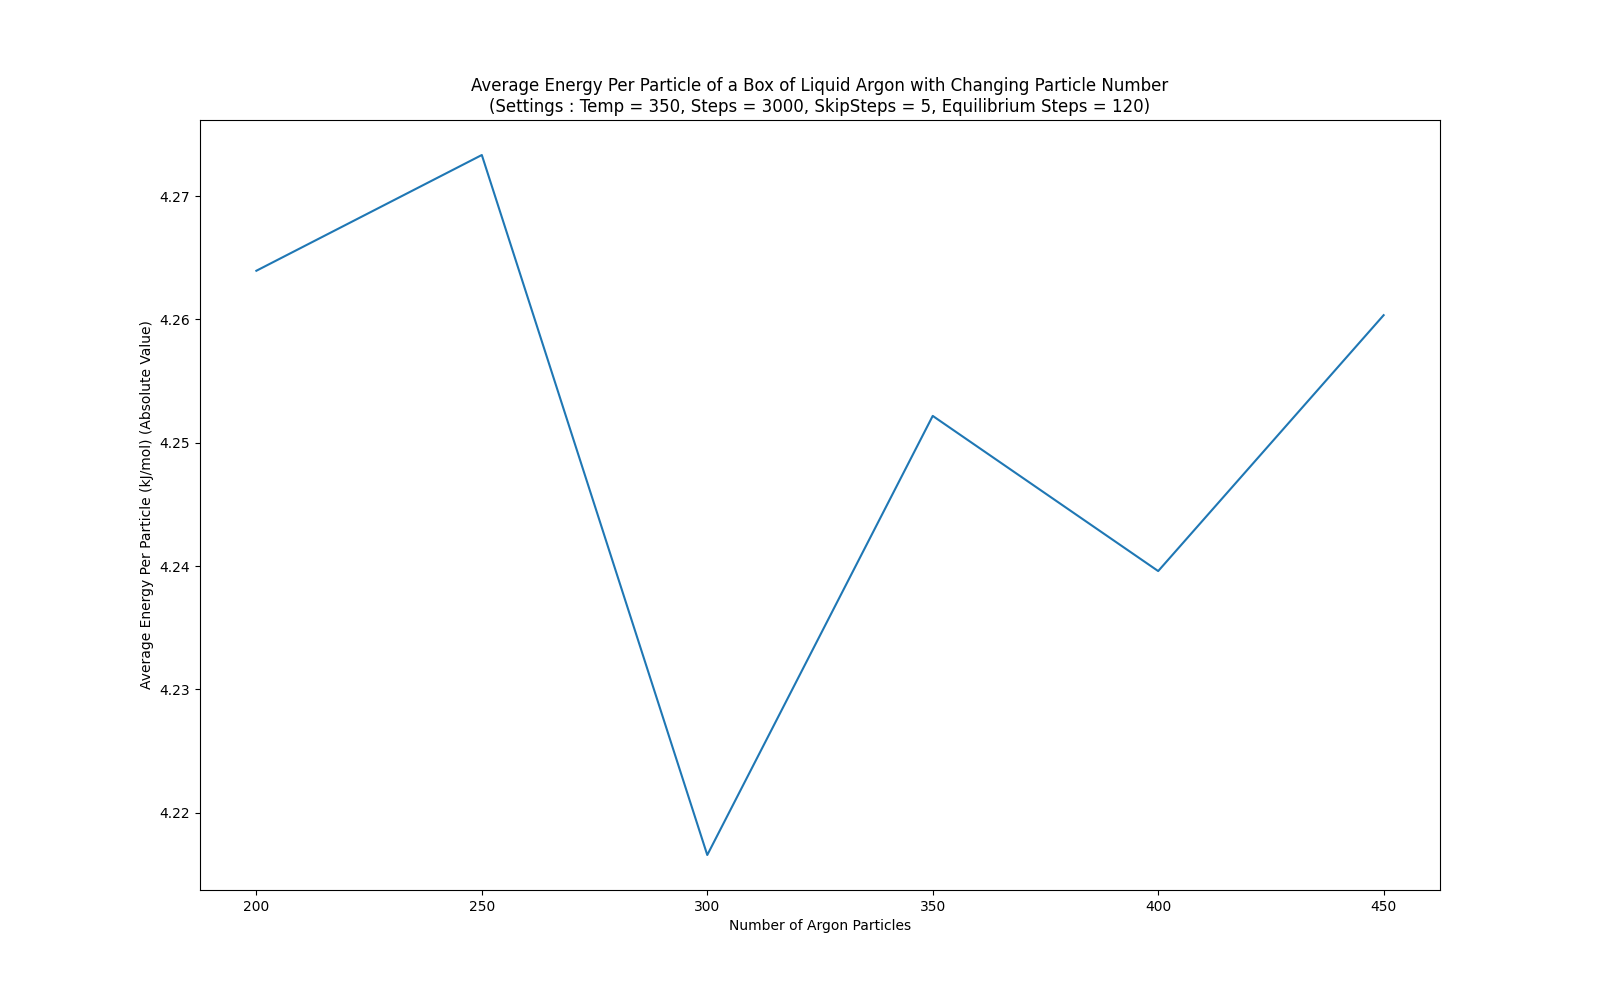 Average Energy Per Particle of a Box of Liquid Argon with Changing Particle Number
(Settings : Temp = 350, Steps = 3000, SkipSteps = 5, Equilibrium Steps = 120)
Average Energy Per Particle (kJ/mol) (Absolute Value)
4.27
4.26
4.25
4.24
4.23
4.22
200 250 300 350 400 450
Number of Argon Particles